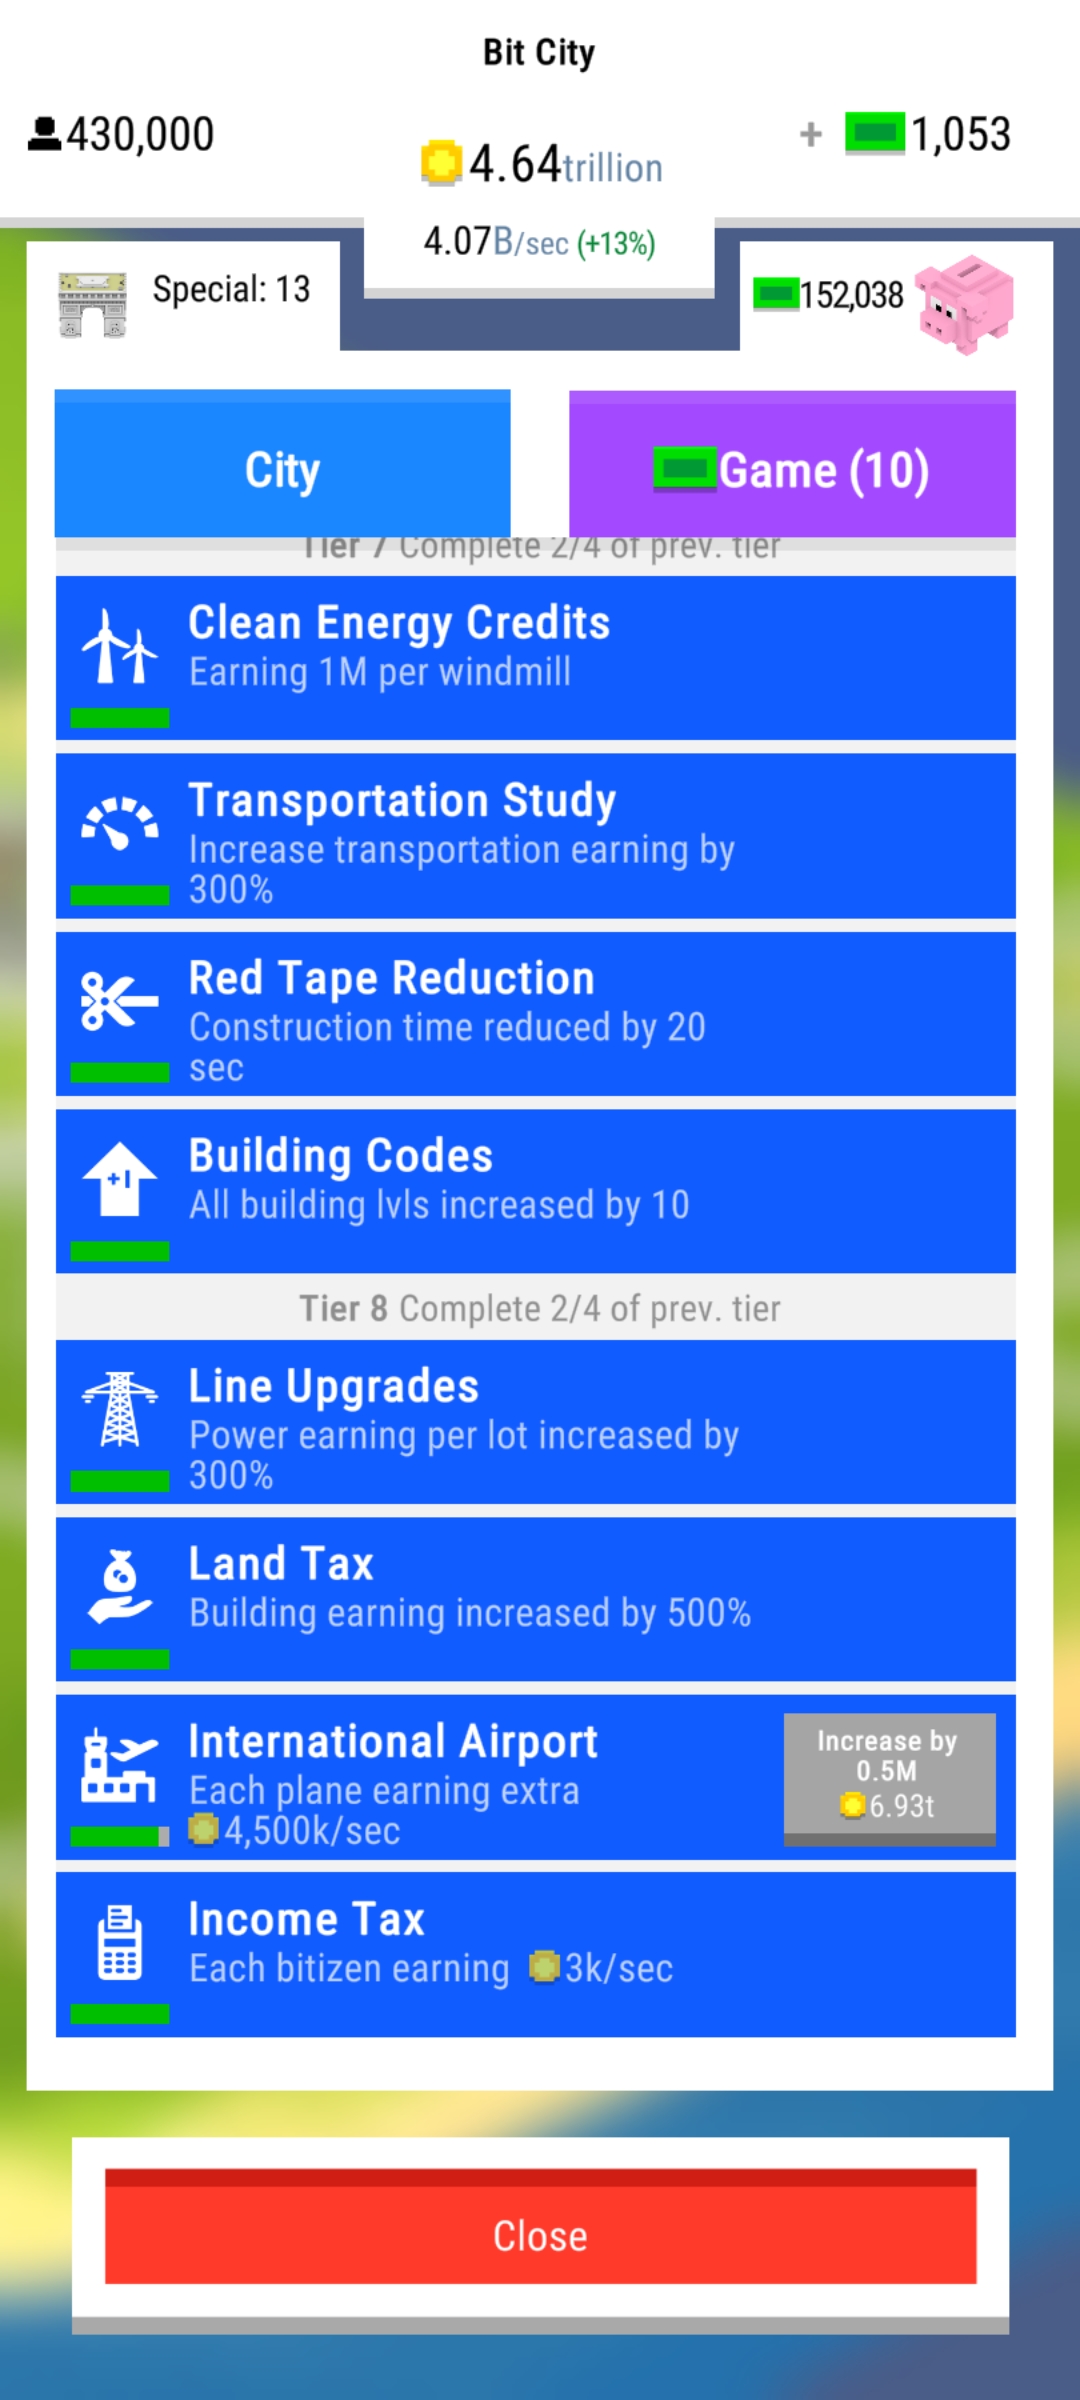 Bit City
430,000
4.64trillion
+ 1,053
4.07B/sec (+13%)
Special: 13
152,038
City
Game (10)
Tier 7 Complete 2/4 of prev. tier
Clean Energy Credits
Earning 1M per windmill
Transportation Study
Increase transportation earning by
300%
Red Tape Reduction
Construction time reduced by 20
sec
+1
Building Codes
All building lvls increased by 10
Tier 8 Complete 2/4 of prev. tier
Line Upgrades
Power earning per lot increased by
300%
Land Tax
Building earning increased by 500%
International Airport
Each plane earning extra
4,500k/sec
Increase by
0.5M
6.93t
Income Tax
Each bitizen earning 3k/sec
Close